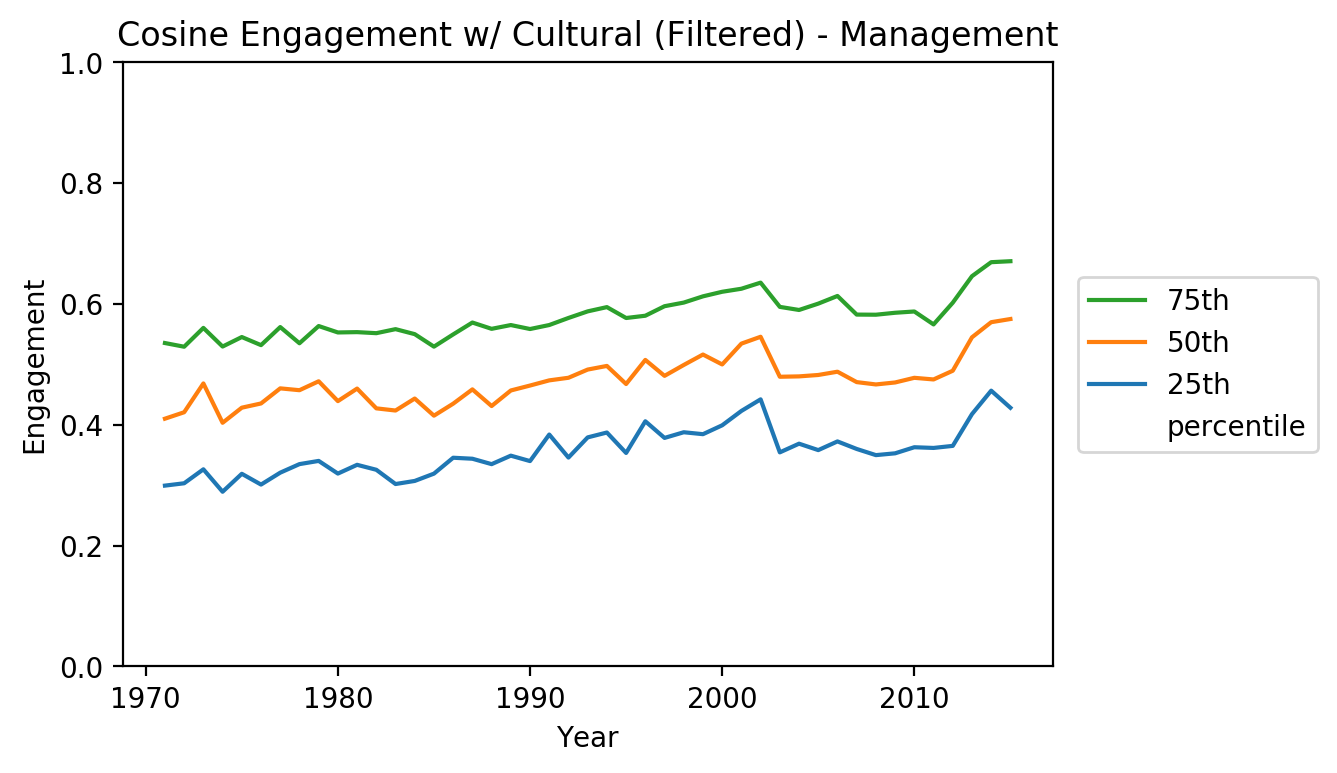 Cosine Engagement w/ Cultural (Filtered) - Management
1.0
0.8
0.6
0.4
0.2
0.0
Engagement
1970 1980 1990 2000 2010
Year
75th
50th
25th
percentile